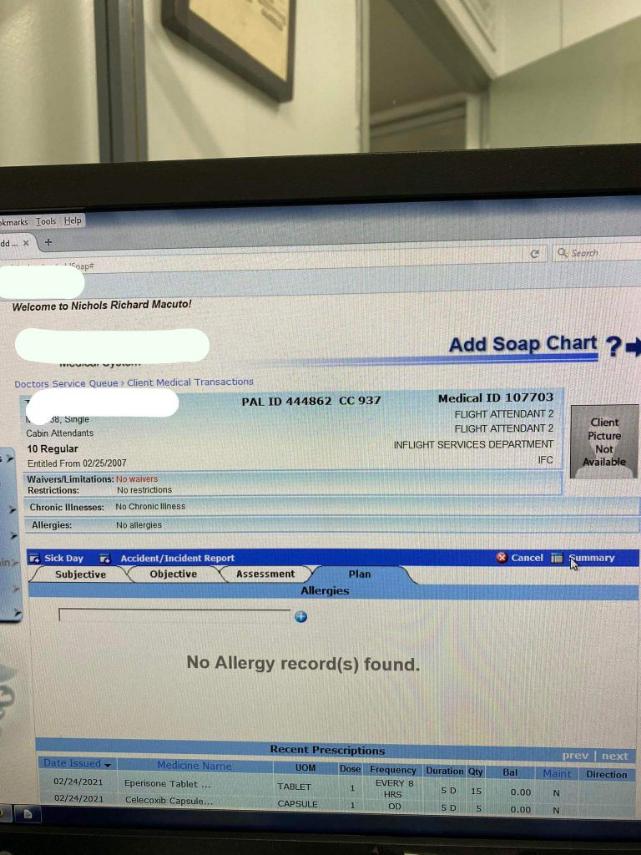 Tools Help
dd ... × +
Soap#
Search
Welcome to Nichols Richard Macuto!
Add Soap Chart ?
Doctors Service Queue › Client Medical Transactions
PAL ID 444862 CC 937
Medical ID 107703
38, Single
FLIGHT ATTENDANT 2
Cabin Attendants
FLIGHT ATTENDANT 2
10 Regular
INFLIGHT SERVICES DEPARTMENT
Entitled From 02/25/2007
IFC
Client
Picture
Not
Available
Waivers/Limitations: No waivers
Restrictions: No restrictions
Chronic Illnesses: No Chronic Illness
Allergies: No allergies
Sick Day Accident/Incident Report Cancel Summary
Subjective Objective Assessment Plan
Allergies
No Allergy record(s) found.
Recent Prescriptions
prev | next
Date Issued Medicine Name UOM Dose Frequency Duration Qty Bal Maint Direction
02/24/2021 Eperisone Tablet ... TABLET 1 EVERY 8 HRS 5 D 15 0.00 N
02/24/2021 Celecoxib Capsule... CAPSULE 1 OD 5 D 5 0.00 N